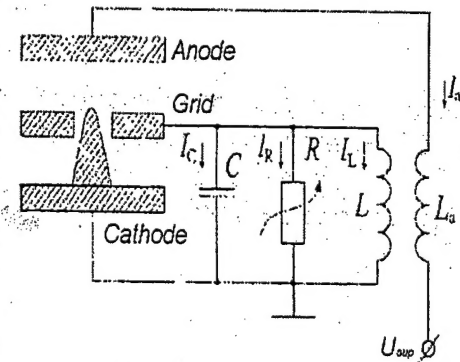 Anode
Grid
Cathode
I_C
C
I_R
R
I_L
L
I_a
L_a
U_sup